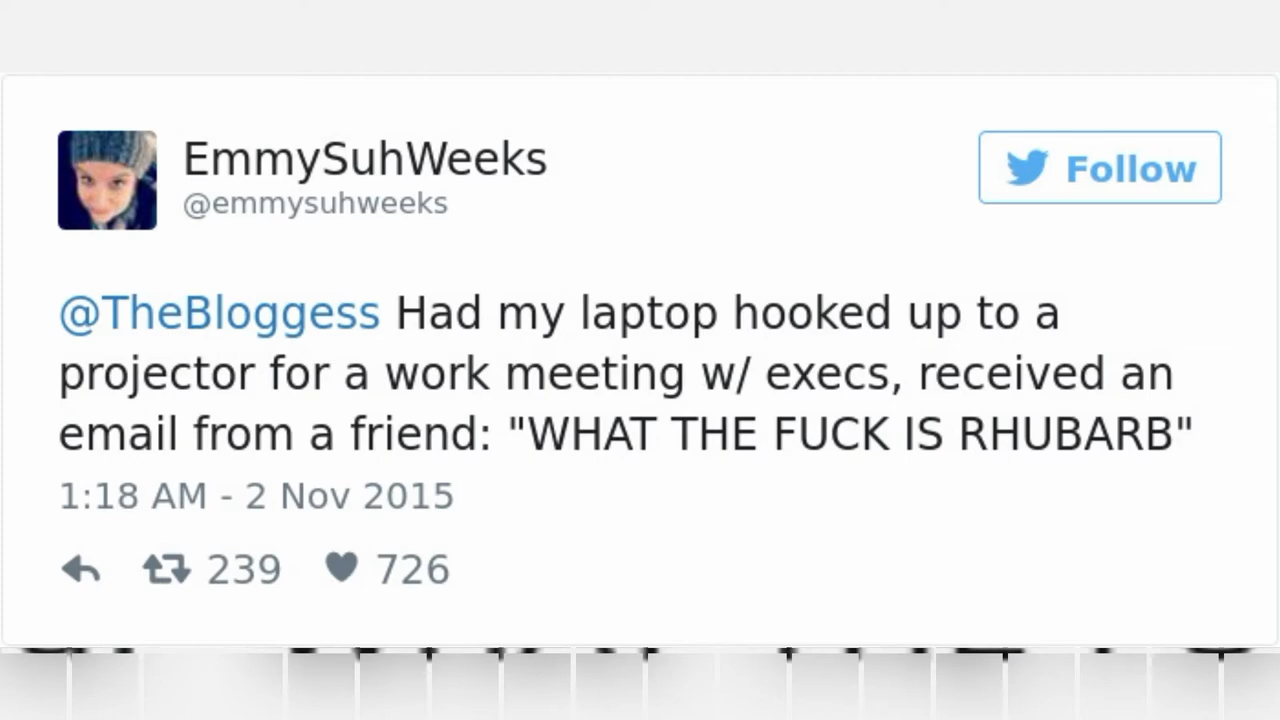 EmmySuhWeeks
@emmysuhweeks
Follow
@TheBloggess Had my laptop hooked up to a
projector for a work meeting w/ execs, received an
email from a friend: "WHAT THE FUCK IS RHUBARB"
1:18 AM - 2 Nov 2015
239 726